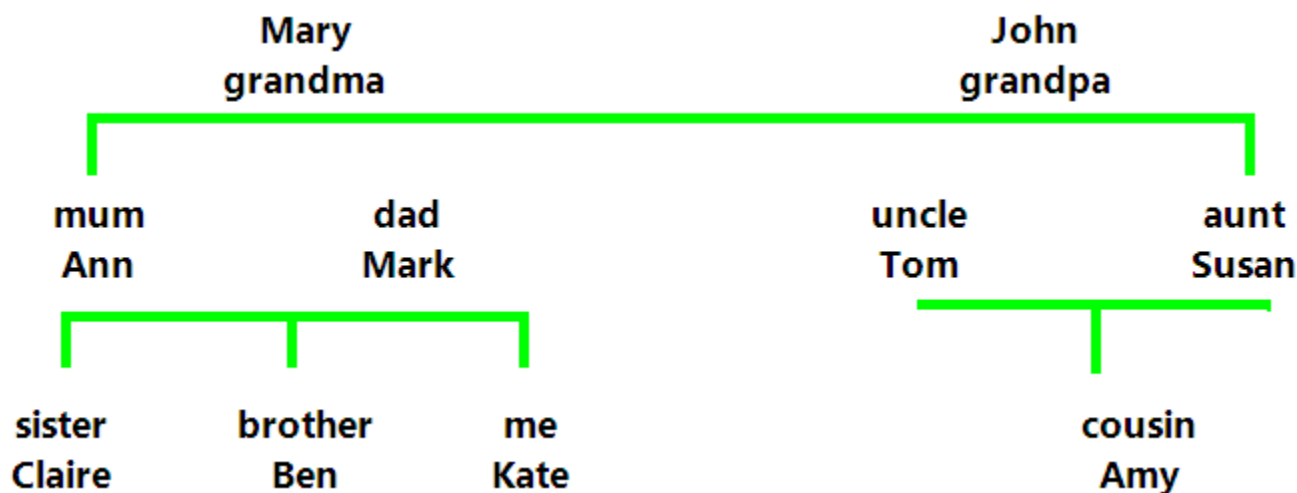 Mary John
grandma grandpa
mum dad uncle aunt
Ann Mark Tom Susan
sister brother me cousin
Claire Ben Kate Amy